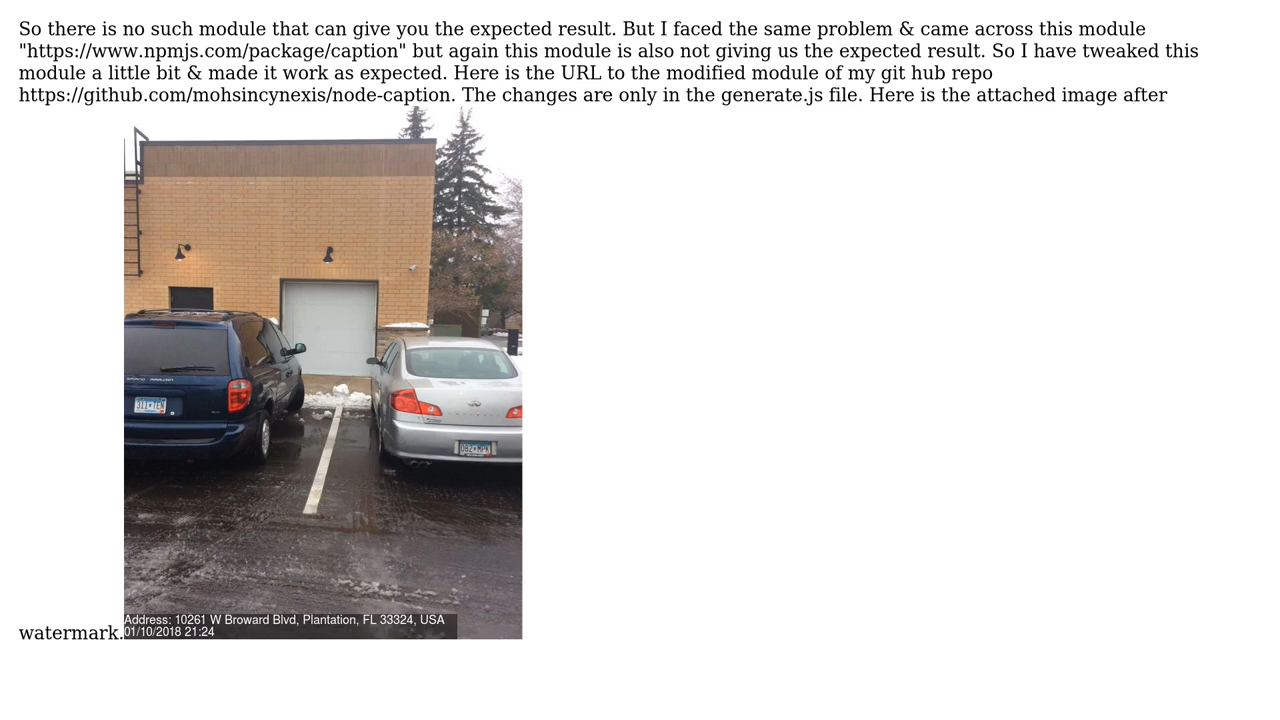 So there is no such module that can give you the expected result. But I faced the same problem & came across this module
"https://www.npmjs.com/package/caption" but again this module is also not giving us the expected result. So I have tweaked this
module a little bit & made it work as expected. Here is the URL to the modified module of my git hub repo
https://github.com/mohsincynexis/node-caption. The changes are only in the generate.js file. Here is the attached image after
watermark.
Address: 10261 W Broward Blvd, Plantation, FL 33324, USA
01/10/2018 21:24